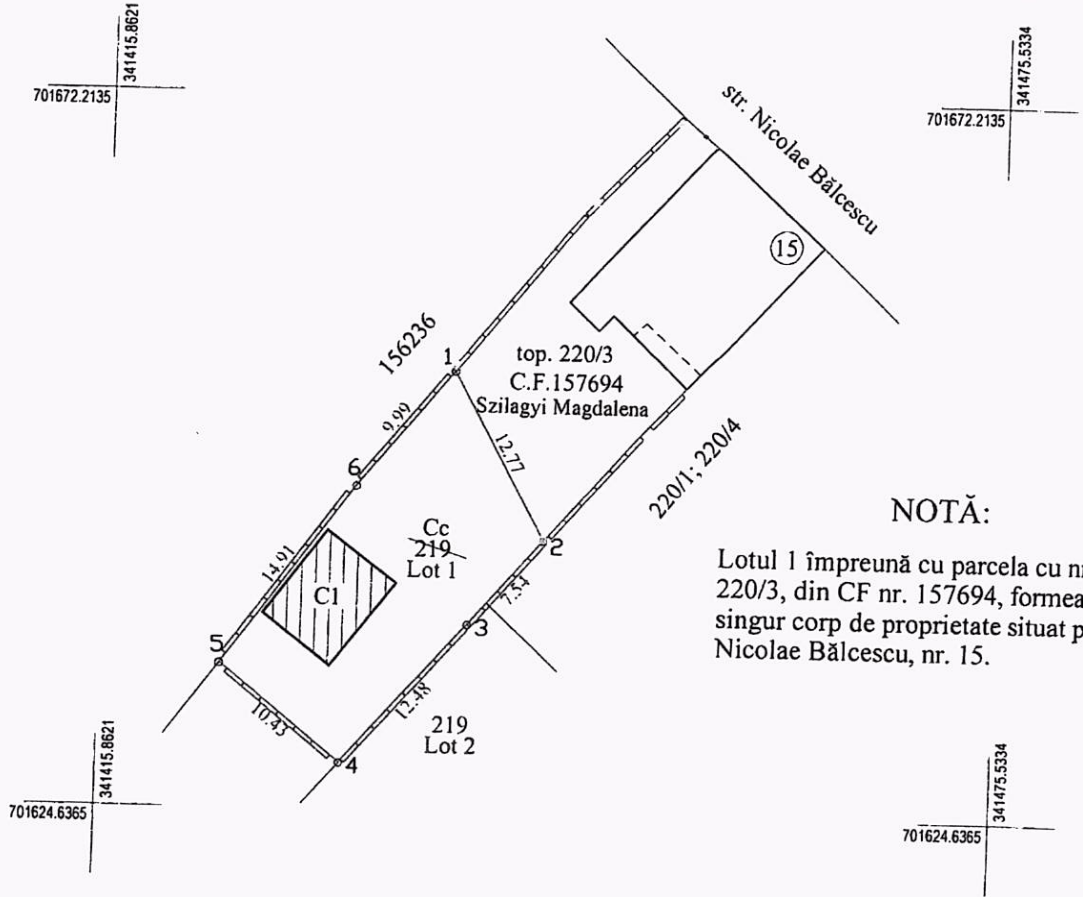 341415.8621
701672.2135
341475.5334
701672.2135
str. Nicolae Bălcescu
15
156236
1
top. 220/3
C.F.157694
Szilagyi Magdalena
9.99
12.77
220/1; 220/4
6
Cc
219
Lot 1
2
14.91
C1
7.54
3
5
12.48
10.43
219
Lot 2
4
NOTĂ:
Lotul 1 împreună cu parcela cu
220/3, din CF nr. 157694,
singur corp de proprietate situat
Nicolae Bălcescu, nr. 15.
341415.8621
701624.6365
341475.5334
701624.6365